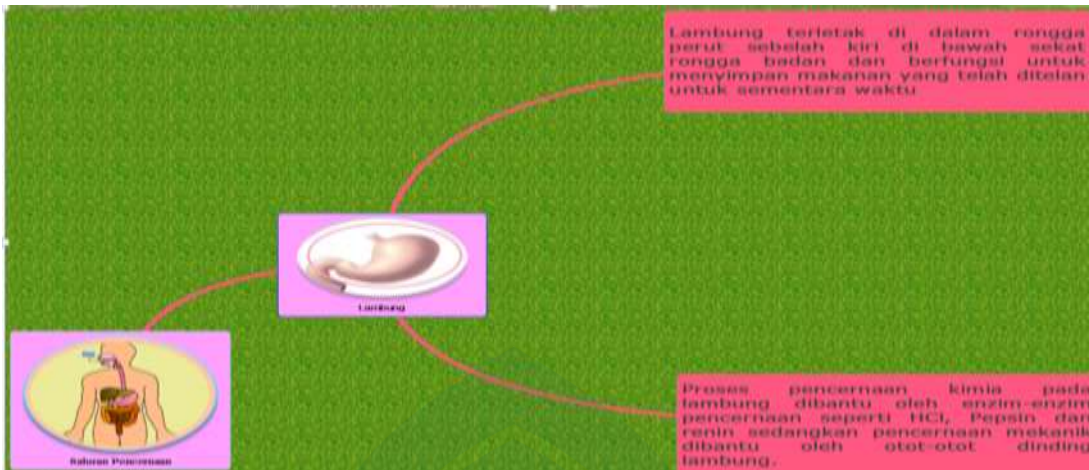 Lambung terletak di dalam rongga
perut sebelah kiri di bawah sekat
rongga badan dan berfungsi untuk
menyimpan makanan yang telah ditelan
untuk sementara waktu
Lambung
Saluran Pencernaan
Proses pencernaan kimia pada
lambung dibantu oleh enzim-enzim
pencernaan seperti HCl, Pepsin dan
renin sedangkan pencernaan mekanik
dibantu oleh otot-otot dinding
lambung.